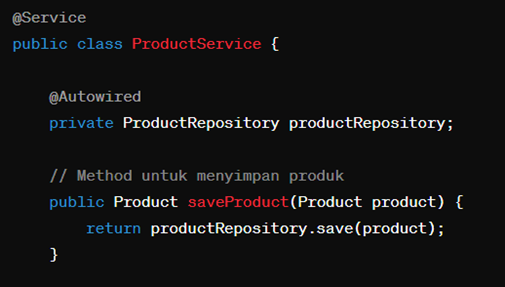 @Service
public class ProductService {
@Autowired
private ProductRepository productRepository;
// Method untuk menyimpan produk
public Product saveProduct(Product product) {
return productRepository.save(product);
}